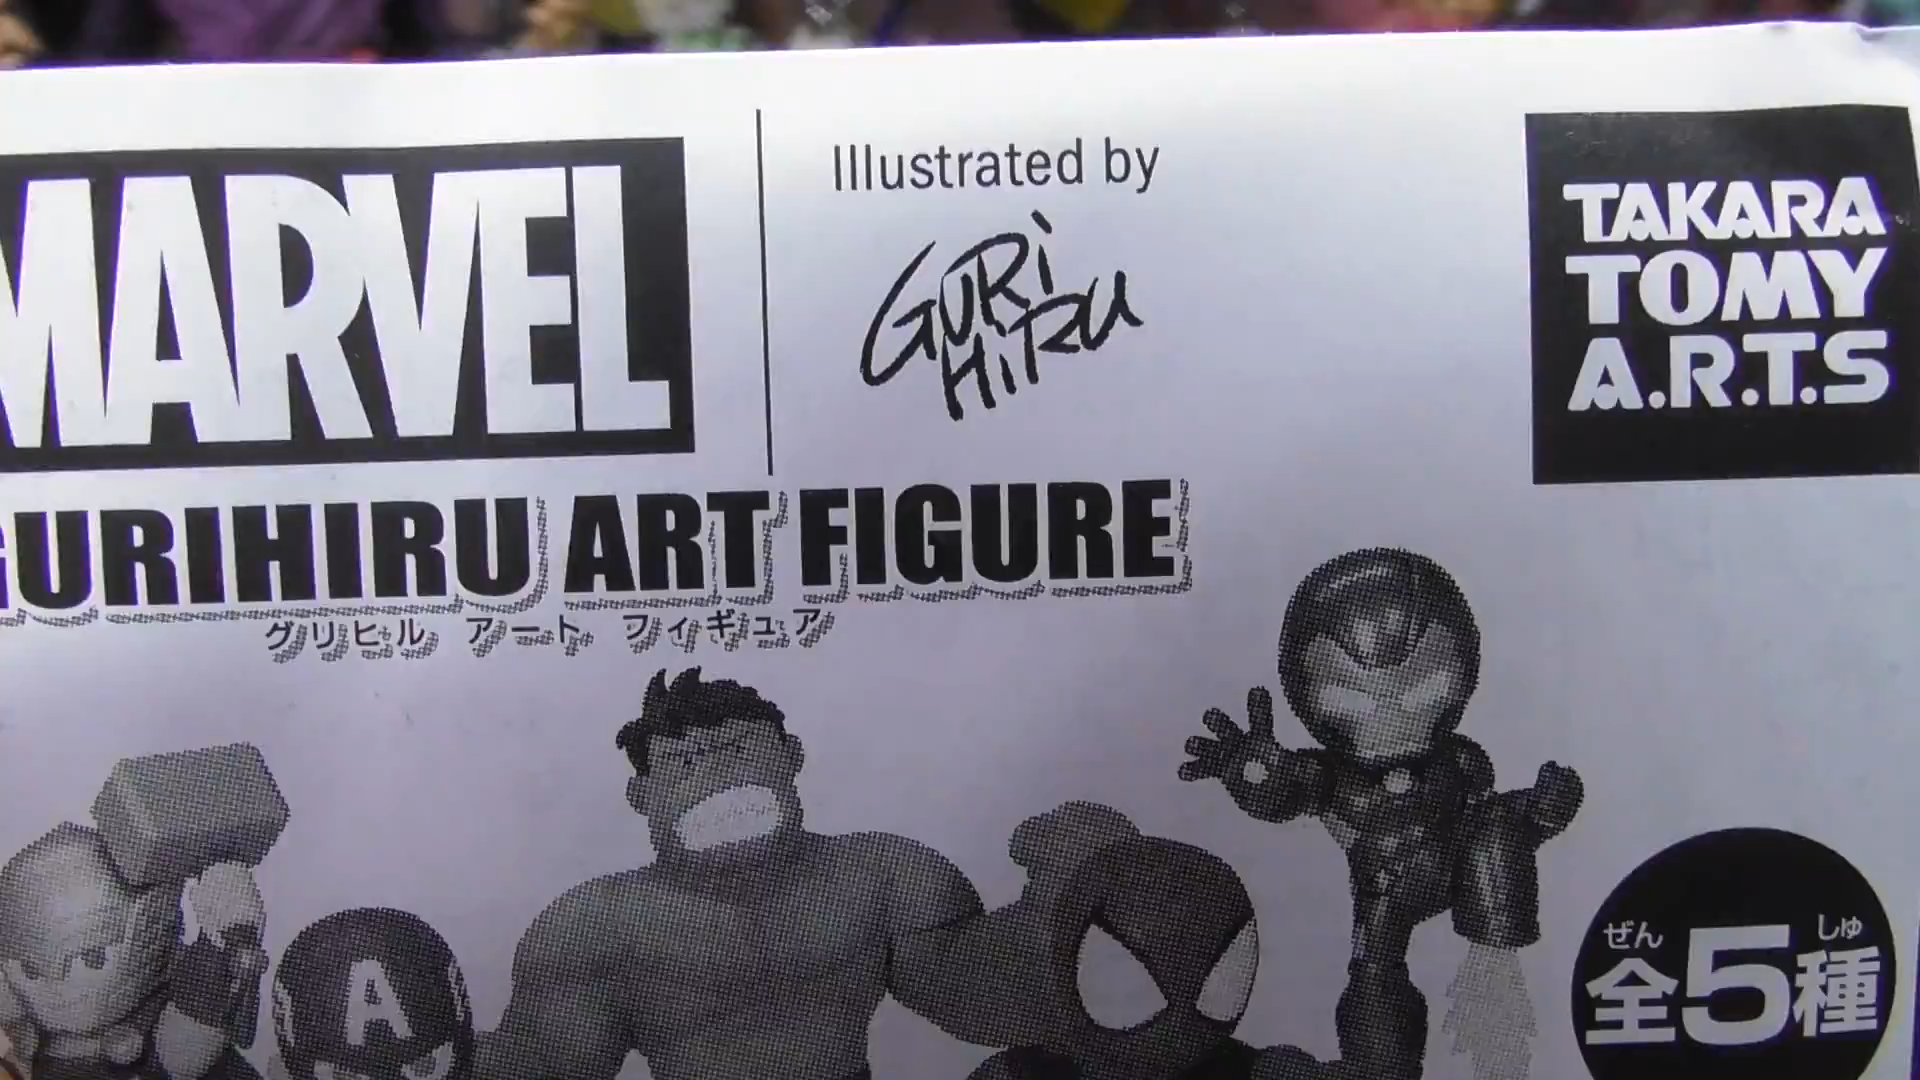 MARVEL
Illustrated by
GURi
HiRU
TAKARA
TOMY
A.R.T.S
GURIHIRU ART FIGURE
グリヒル アート フィギュア
A
ぜん しゅ
全5種